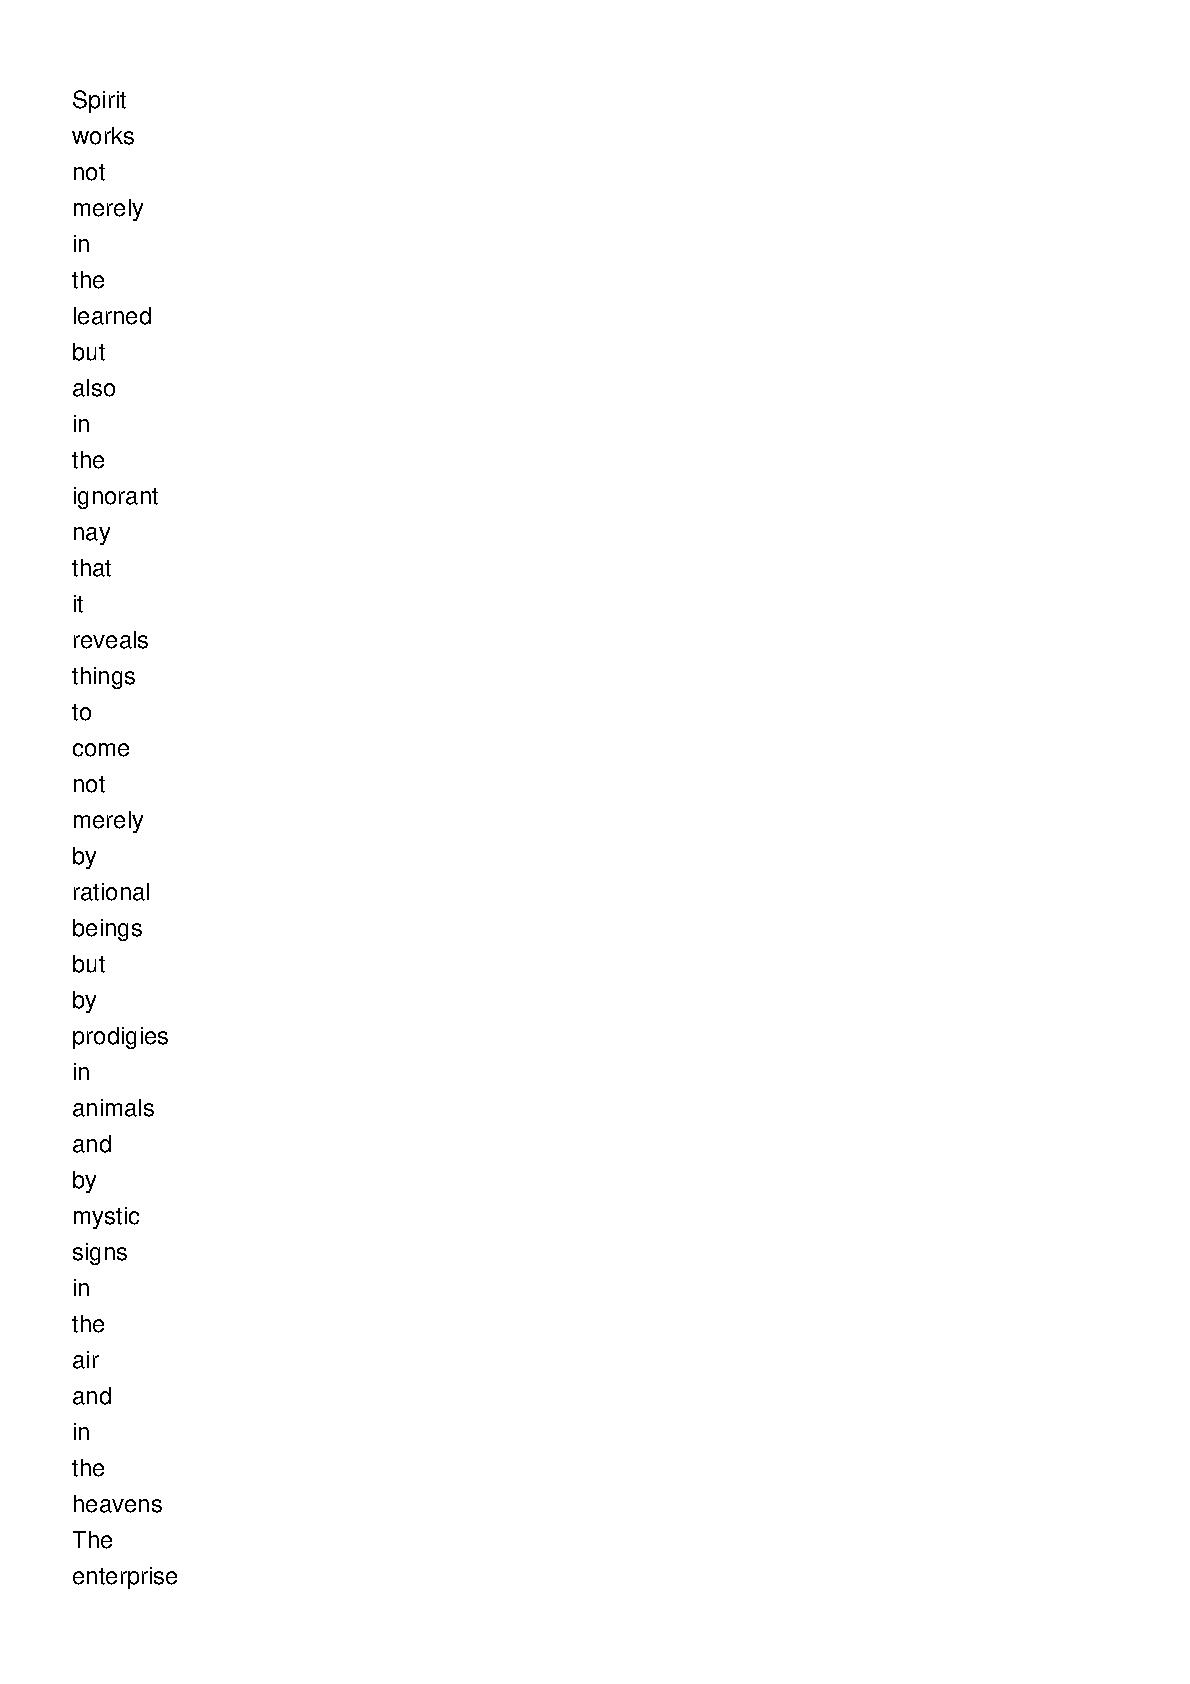 Spirit
works
not
merely
in
the
learned
but
also
in
the
ignorant
nay
that
it
reveals
things
to
come
not
merely
by
rational
beings
but
by
prodigies
in
animals
and
by
mystic
signs
in
the
air
and
in
the
heavens
The
enterprise